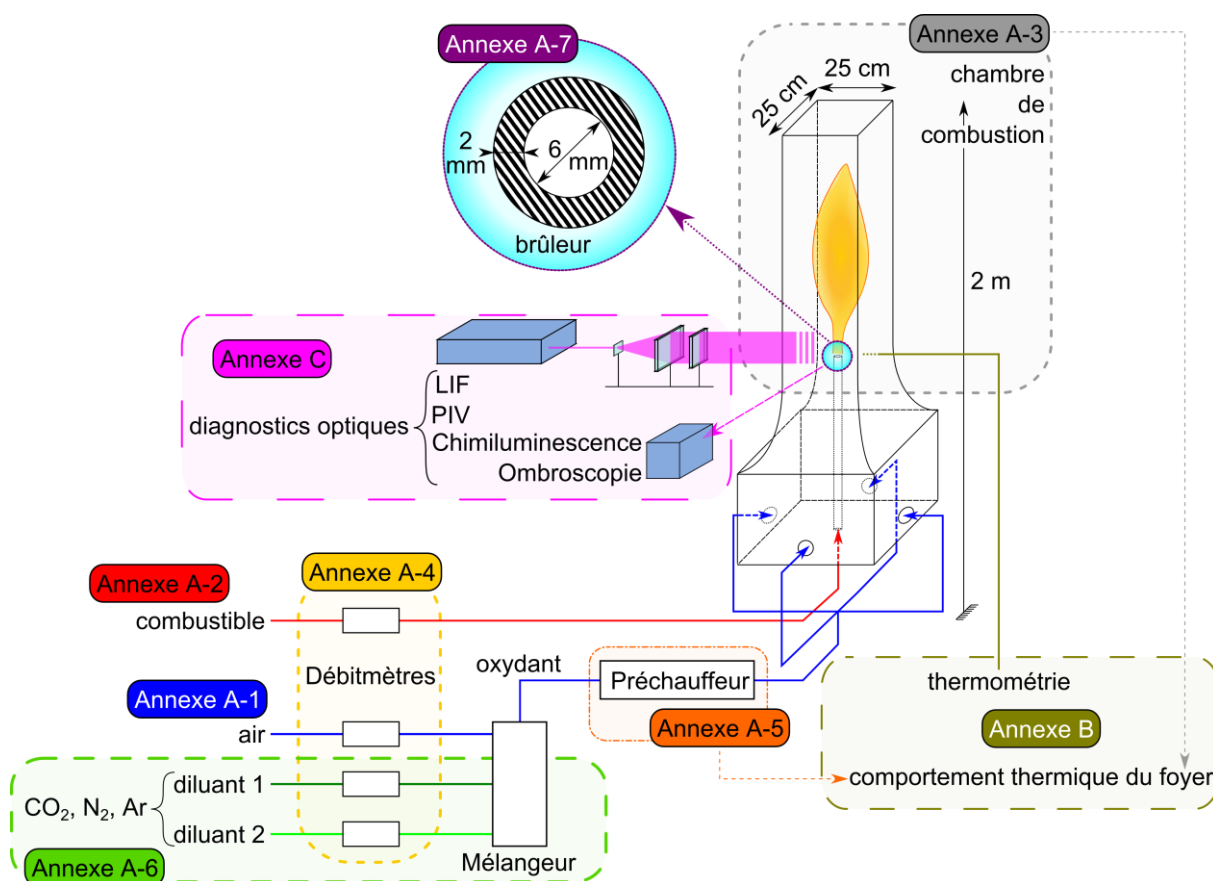 Annexe A-7
2
mm
6
mm
brûleur
Annexe A-3
25 cm
25 cm
chambre
de
combustion
2 m
Annexe C
diagnostics optiques
LIF
PIV
Chimiluminescence
Ombroscopie
Annexe A-2
combustible
Annexe A-4
Débitmètres
Annexe A-1
air
oxydant
Préchauffeur
Annexe A-5
thermométrie
Annexe B
comportement thermique du foyer
CO₂, N₂, Ar
diluant 1
diluant 2
Mélangeur
Annexe A-6